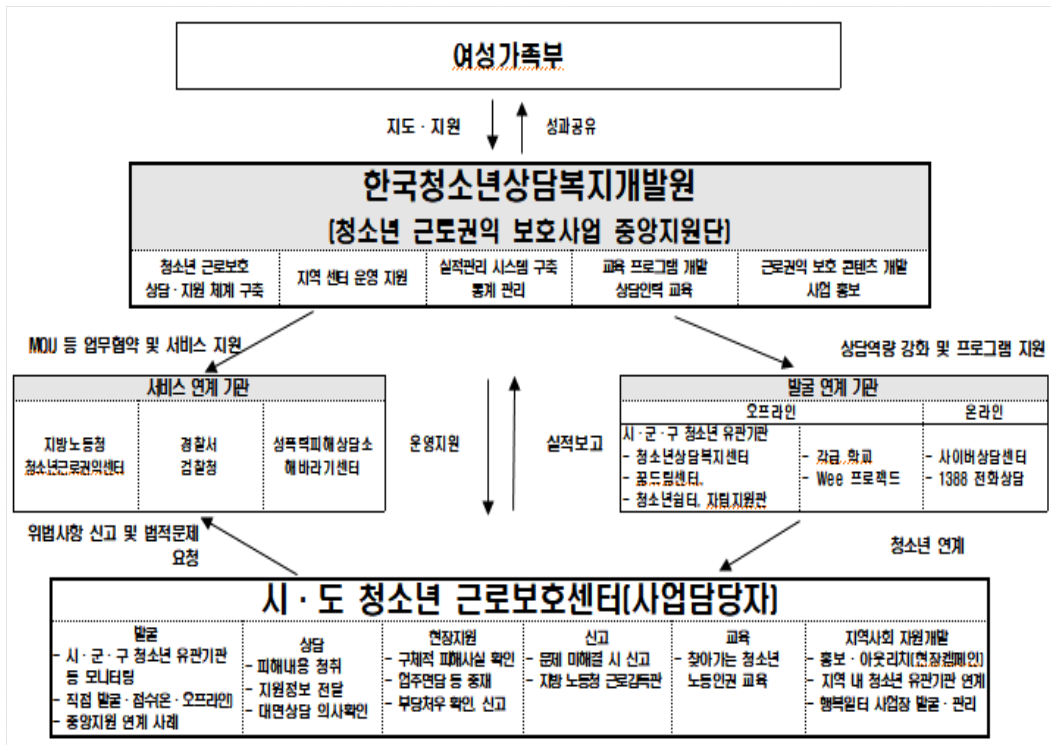 여성가족부
지도·지원
성과공유
한국청소년상담복지개발원
(청소년 근로권익 보호사업 중앙지원단)
청소년 근로보호
상담·지원 체계 구축
지역 센터 운영 지원
실적관리 시스템 구축
통계 관리
교육 프로그램 개발
상담인력 교육
근로권익 보호 콘텐츠 개발
사업 홍보
MOU 등 업무협약 및 서비스 지원
상담역량 강화 및 프로그램 지원
서비스 연계 기관
지방노동청
청소년근로권익센터
경찰서
검찰청
성폭력피해상담소
해바라기센터
운영지원
실적보고
발굴 연계 기관
오프라인
온라인
시·군·구 청소년 유관기관
- 청소년상담복지센터
- 꿈드림센터,
- 청소년쉼터, 자립지원관
- 각급 학교
- Wee 프로젝트
- 사이버상담센터
- 1388 전화상담
위법사항 신고 및 법적문제
요청
청소년 연계
시·도 청소년 근로보호센터(사업담당자)
발굴
- 시·군·구 청소년 유관기관
등 모니터링
- 직접 발굴·접수(온·오프라인)
- 중앙지원 연계 사례
상담
- 피해내용 청취
- 지원정보 전달
- 대면상담 의사확인
현장지원
- 구체적 피해사실 확인
- 업주면담 등 중재
- 부당처우 확인, 신고
신고
- 문제 미해결 시 신고
- 지방 노동청 근로감독관
교육
- 찾아가는 청소년
노동인권 교육
지역사회 자원개발
- 홍보·아웃리치(현장캠페인)
- 지역 내 청소년 유관기관 연계
- 행복일터 사업장 발굴·관리